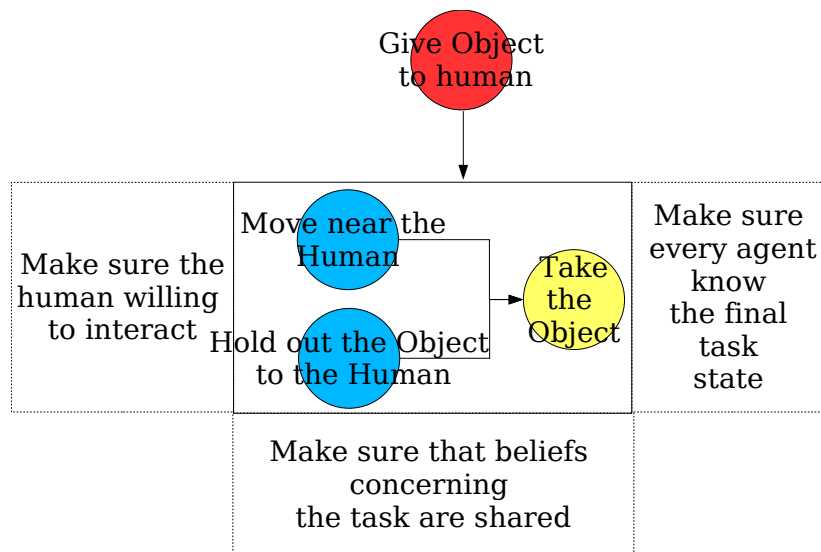 Give Object
to human
Make sure the
human willing
to interact
Move near the
Human
Hold out the Object
to the Human
Take
the
Object
Make sure
every agent
know
the final
task
state
Make sure that beliefs
concerning
the task are shared